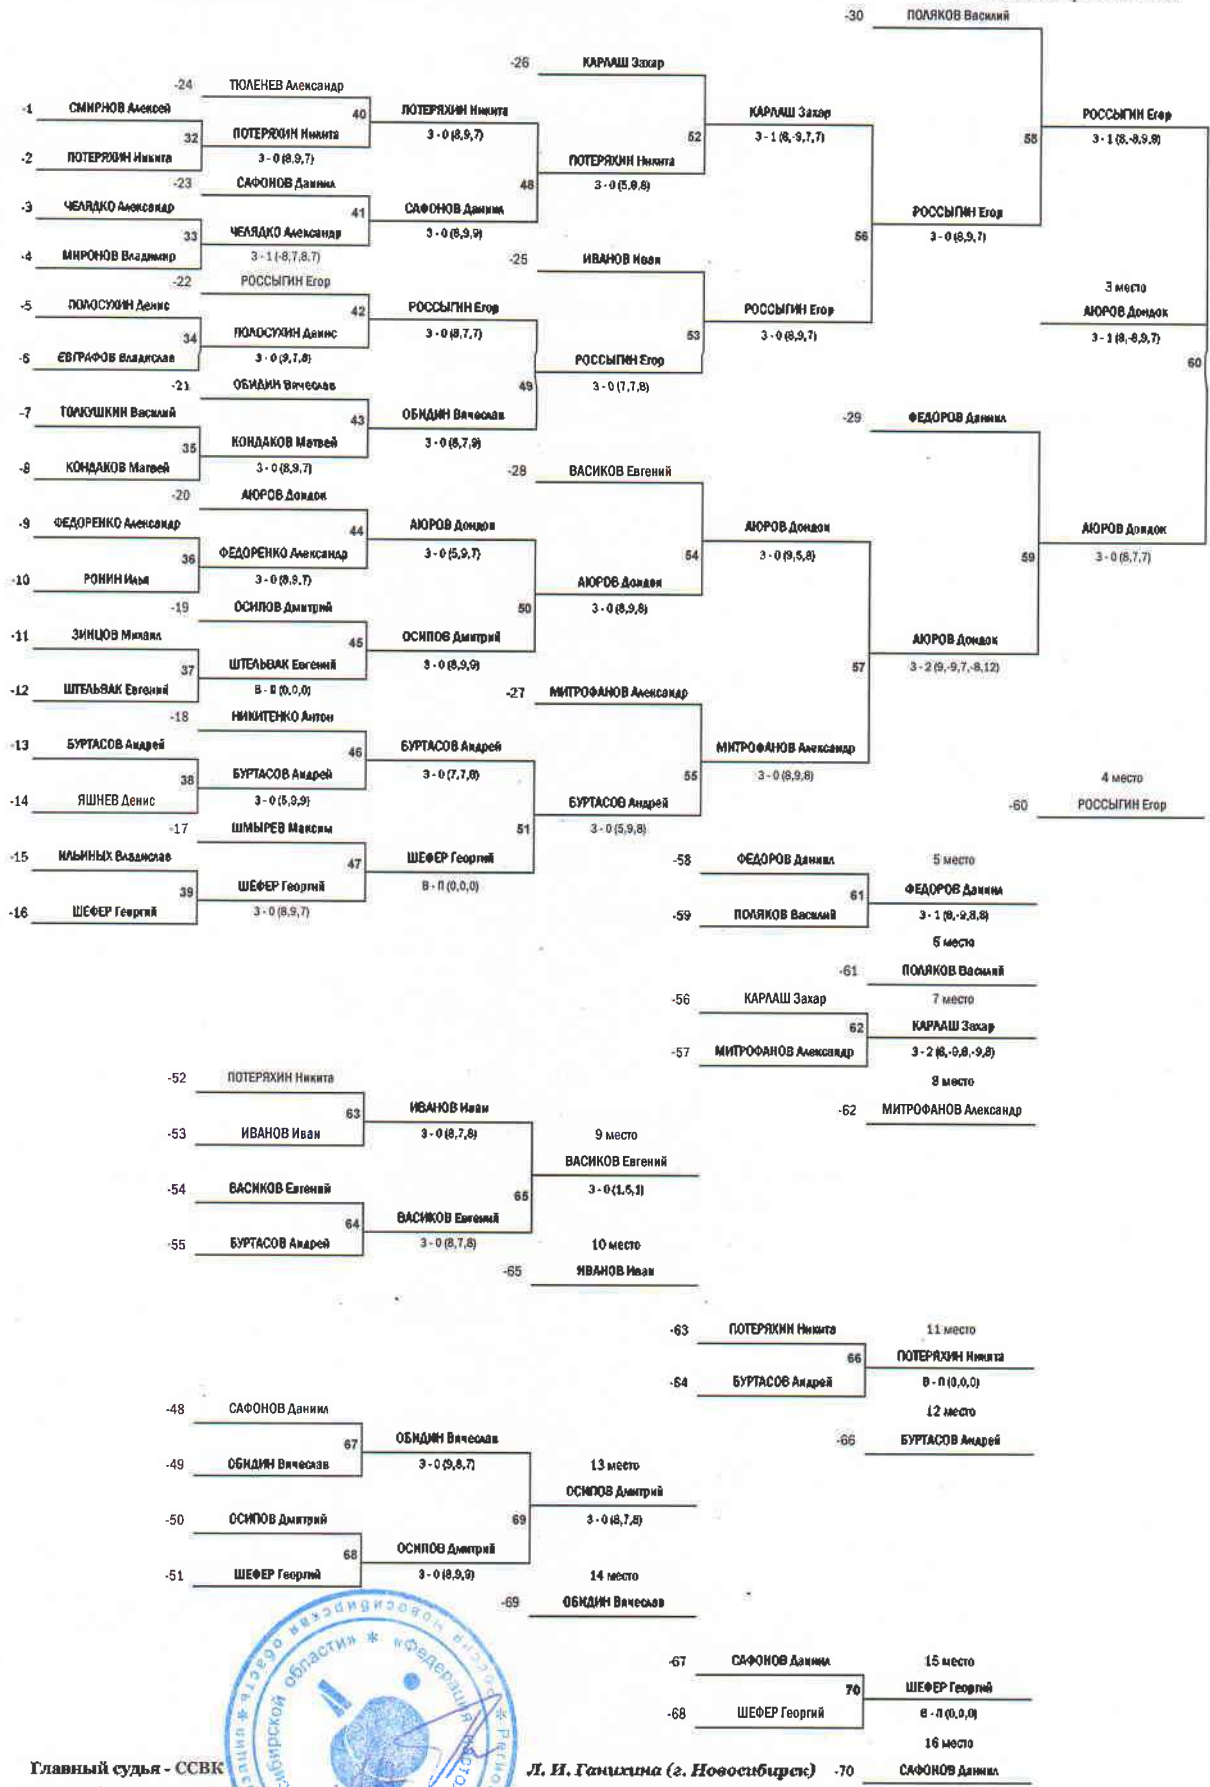 -30 ПОЛЯКОВ Василий
-26 КАРЛАШ Захар
-24 ТЮЛЕНЕВ Александр
-1 СМИРНОВ Алексей
40 ПОТЕРЯХИН Никита
3 - 0 (8,9,7)
52 КАРЛАШ Захар
3 - 1 (8,-9,7,7)
58 РОССЫГИН Егор
3 - 1 (8,-8,9,8)
32 ПОТЕРЯХИН Никита
3 - 0 (8,9,7)
-2 ПОТЕРЯХИН Никита
48 ПОТЕРЯХИН Никита
3 - 0 (5,8,8)
-23 САФОНОВ Даниил
-3 ЧЕЛЯДКО Александр
41 САФОНОВ Даниил
3 - 0 (8,9,9)
56 РОССЫГИН Егор
3 - 0 (8,9,7)
33 ЧЕЛЯДКО Александр
3 - 1 (-8,7,8,7)
-4 МИРОНОВ Владимир
-25 ИВАНОВ Иван
-22 РОССЫГИН Егор
3 место
-5 ПОЛОСУХИН Денис
42 РОССЫГИН Егор
3 - 0 (8,7,7)
53 РОССЫГИН Егор
3 - 0 (8,9,7)
АЮРОВ Дондок
3 - 1 (8,-8,9,7)
34 ПОЛОСУХИН Денис
3 - 0 (9,7,8)
-6 ЕВГРАФОВ Владислав
49 РОССЫГИН Егор
3 - 0 (7,7,8)
60
-21 ОБИДИН Вячеслав
-7 ТОЛКУШКИН Василий
43 ОБИДИН Вячеслав
3 - 0 (8,7,9)
-29 ФЕДОРОВ Даниил
35 КОНДАКОВ Матвей
3 - 0 (8,9,7)
-8 КОНДАКОВ Матвей
-28 ВАСИКОВ Евгений
-20 АЮРОВ Дондок
-9 ФЕДОРЕНКО Александр
44 АЮРОВ Дондок
3 - 0 (5,9,7)
54 АЮРОВ Дондок
3 - 0 (9,5,8)
59 АЮРОВ Дондок
3 - 0 (8,7,7)
36 ФЕДОРЕНКО Александр
3 - 0 (8,9,7)
-10 РОНИН Илья
50 АЮРОВ Дондок
3 - 0 (8,9,8)
-19 ОСИПОВ Дмитрий
-11 ЗИНЦОВ Михаил
45 ОСИПОВ Дмитрий
3 - 0 (8,9,9)
57 АЮРОВ Дондок
3 - 2 (9,-9,7,-8,12)
37 ШТЕЛЬВАК Евгений
В - П (0,0,0)
-12 ШТЕЛЬВАК Евгений
-27 МИТРОФАНОВ Александр
-18 НИКИТЕНКО Антон
-13 БУРТАСОВ Андрей
46 БУРТАСОВ Андрей
3 - 0 (7,7,8)
55 МИТРОФАНОВ Александр
3 - 0 (8,9,8)
38 БУРТАСОВ Андрей
3 - 0 (5,9,9)
-14 ЯШНЕВ Денис
51 БУРТАСОВ Андрей
3 - 0 (5,9,8)
4 место
-60 РОССЫГИН Егор
-17 ШМЫРЕВ Максим
-15 ИЛЬИНЫХ Владислав
47 ШЕФЕР Георгий
В - П (0,0,0)
39 ШЕФЕР Георгий
3 - 0 (8,9,7)
-16 ШЕФЕР Георгий
-58 ФЕДОРОВ Даниил
5 место
61 ФЕДОРОВ Даниил
3 - 1 (8,-9,8,8)
-59 ПОЛЯКОВ Василий
6 место
-61 ПОЛЯКОВ Василий
-56 КАРЛАШ Захар
7 место
62 КАРЛАШ Захар
3 - 2 (8,-9,8,-9,8)
-57 МИТРОФАНОВ Александр
8 место
-62 МИТРОФАНОВ Александр
-52 ПОТЕРЯХИН Никита
63 ИВАНОВ Иван
3 - 0 (8,7,8)
-53 ИВАНОВ Иван
9 место
65 ВАСИКОВ Евгений
3 - 0 (1,5,1)
-54 ВАСИКОВ Евгений
64 ВАСИКОВ Евгений
3 - 0 (8,7,8)
-55 БУРТАСОВ Андрей
10 место
-65 ИВАНОВ Иван
-63 ПОТЕРЯХИН Никита
11 место
66 ПОТЕРЯХИН Никита
В - П (0,0,0)
-64 БУРТАСОВ Андрей
12 место
-66 БУРТАСОВ Андрей
-48 САФОНОВ Даниил
67 ОБИДИН Вячеслав
3 - 0 (9,8,7)
-49 ОБИДИН Вячеслав
13 место
69 ОСИПОВ Дмитрий
3 - 0 (8,7,8)
-50 ОСИПОВ Дмитрий
68 ОСИПОВ Дмитрий
3 - 0 (8,9,9)
-51 ШЕФЕР Георгий
14 место
-69 ОБИДИН Вячеслав
-67 САФОНОВ Даниил
15 место
70 ШЕФЕР Георгий
В - П (0,0,0)
-68 ШЕФЕР Георгий
16 место
-70 САФОНОВ Даниил
Главный судья - ССВК Л. И. Ганихина (г. Новосибирск)